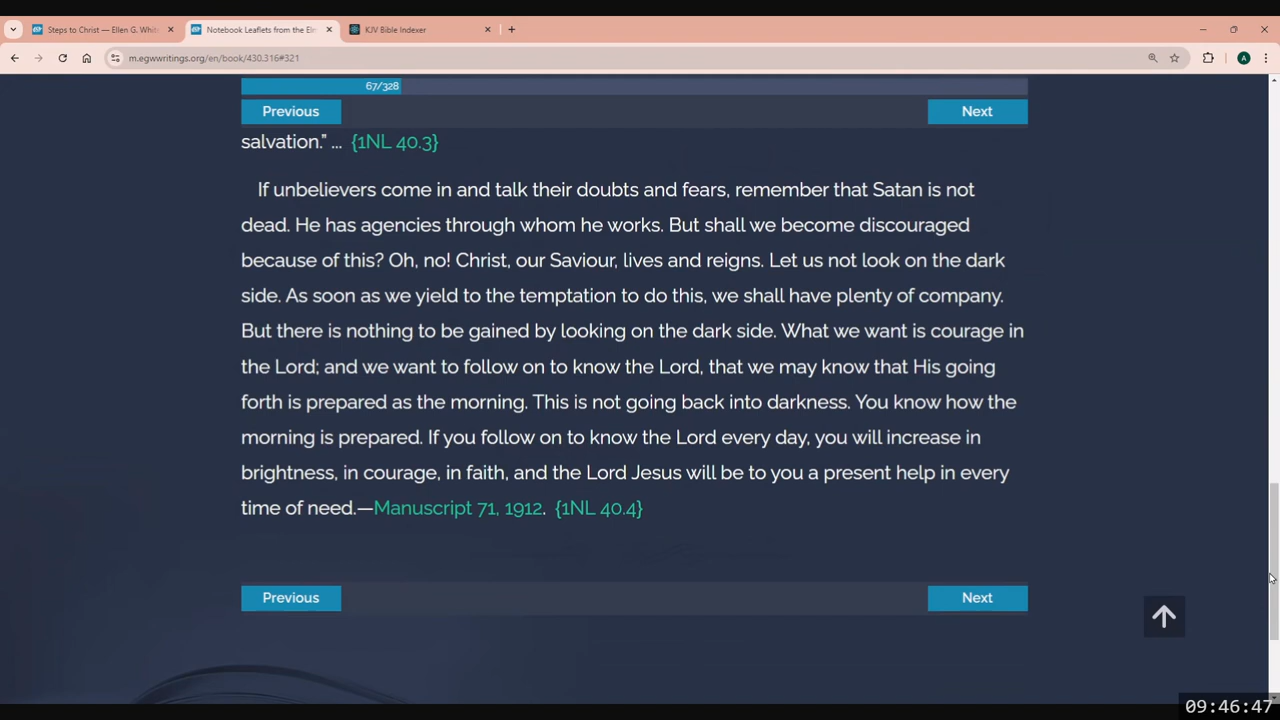 Steps to Christ — Ellen G. White
Notebook Leaflets from the Elm
KJV Bible Indexer
m.egwwritings.org/en/book/430.316#321
A
67/328
Previous
Next
salvation.” ... {1NL 40.3}
If unbelievers come in and talk their doubts and fears, remember that Satan is not
dead. He has agencies through whom he works. But shall we become discouraged
because of this? Oh, no! Christ, our Saviour, lives and reigns. Let us not look on the dark
side. As soon as we yield to the temptation to do this, we shall have plenty of company.
But there is nothing to be gained by looking on the dark side. What we want is courage in
the Lord; and we want to follow on to know the Lord, that we may know that His going
forth is prepared as the morning. This is not going back into darkness. You know how the
morning is prepared. If you follow on to know the Lord every day, you will increase in
brightness, in courage, in faith, and the Lord Jesus will be to you a present help in every
time of need.—Manuscript 71, 1912. {1NL 40.4}
Previous
Next
09:46:47